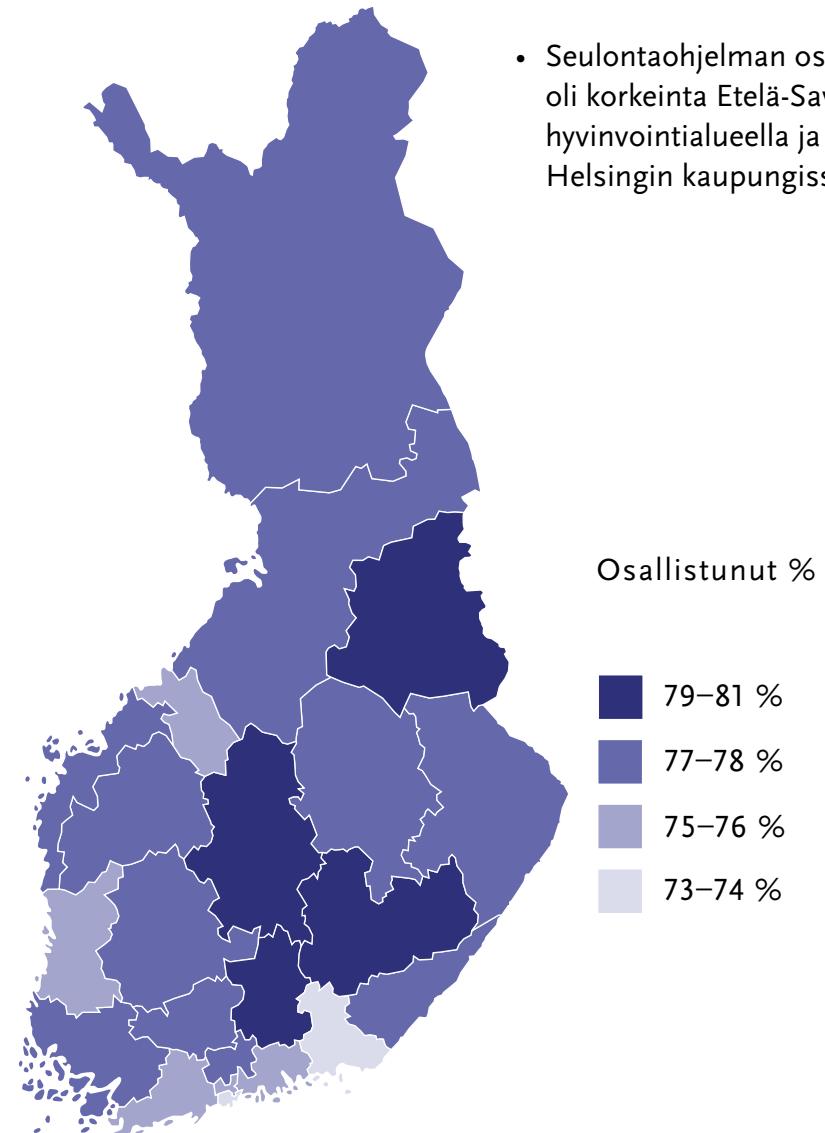 • Seulontaohjelman os
oli korkeinta Etelä-Sav
hyvinvointialueella ja
Helsingin kaupungiss
Osallistunut %
79–81 %
77–78 %
75–76 %
73–74 %